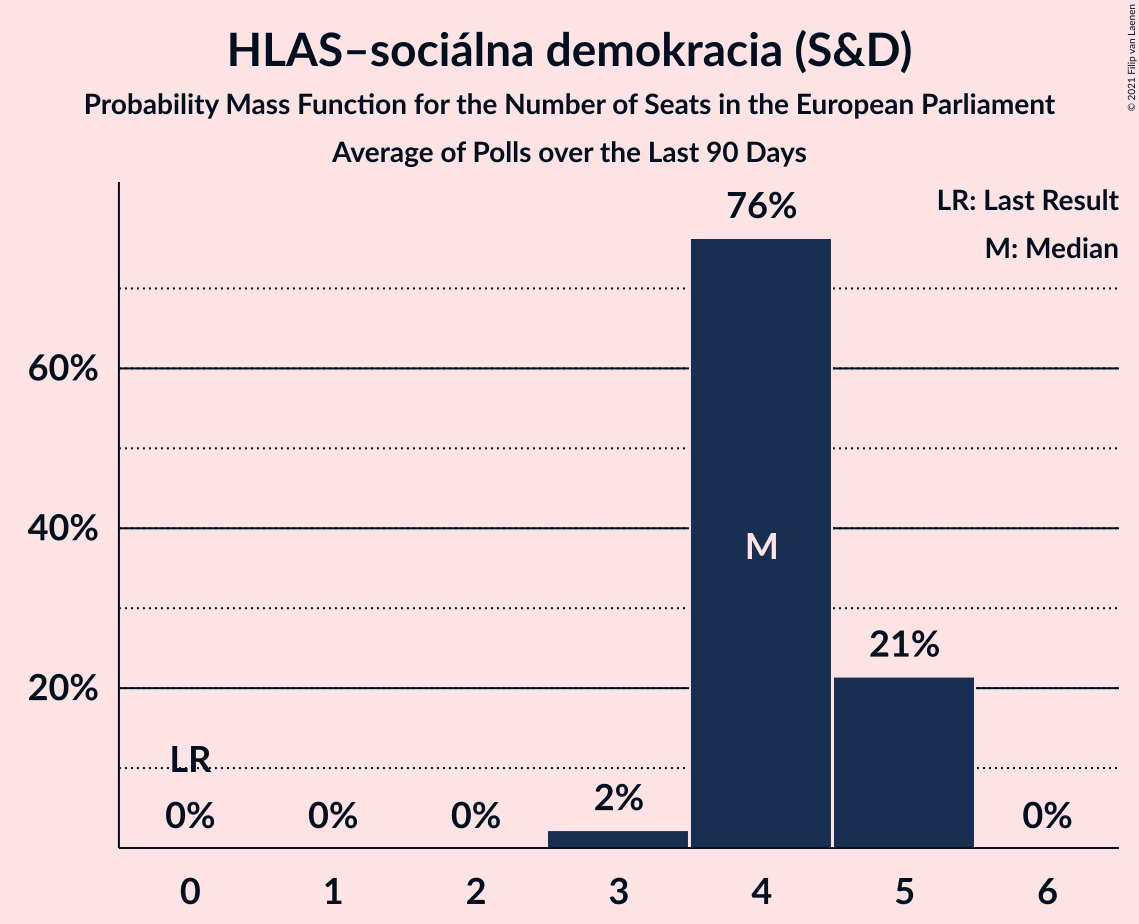 HLAS–sociálna demokracia (S&D)
Probability Mass Function for the Number of Seats in the European Parliament
Average of Polls over the Last 90 Days
© 2021 Filip van Laenen
LR: Last Result
M: Median
76%
60%
40%
M
21%
20%
LR
2%
0% 0% 0% 0%
0 1 2 3 4 5 6